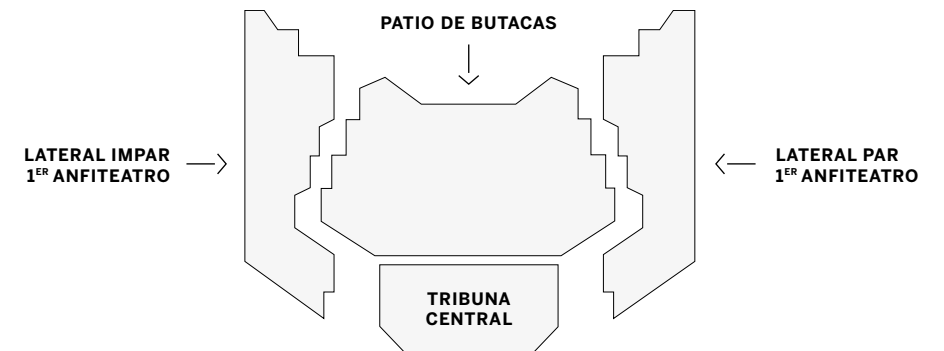 PATIO DE BUTACAS
LATERAL IMPAR
1ER ANFITEATRO
LATERAL PAR
1ER ANFITEATRO
TRIBUNA
CENTRAL